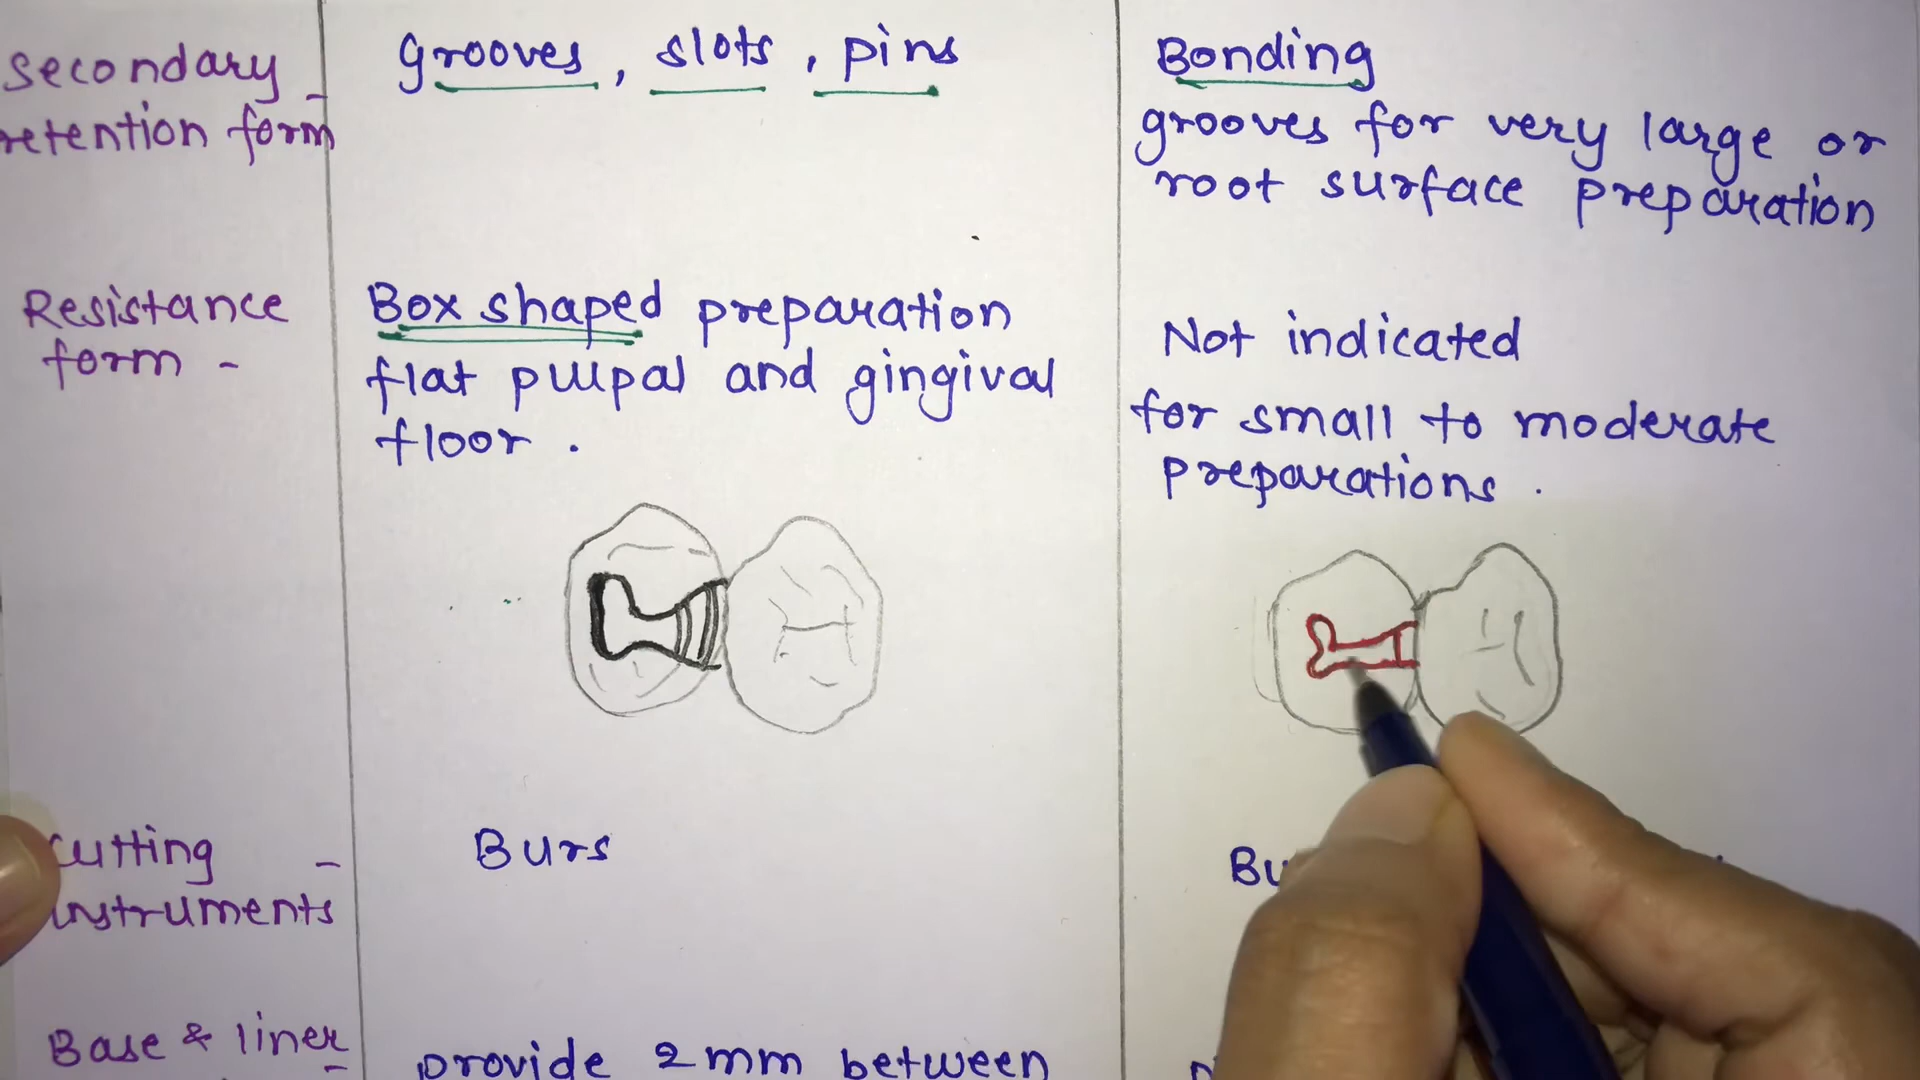 Secondary -
retention form
grooves, slots, pins
Bonding
grooves for very large or
root surface preparation
Resistance
form -
Box shaped preparation
flat pulpal and gingival
floor.
Not indicated
for small to moderate
preparations.
Cutting -
instruments
Burs
Base & liner -
provide 2mm between